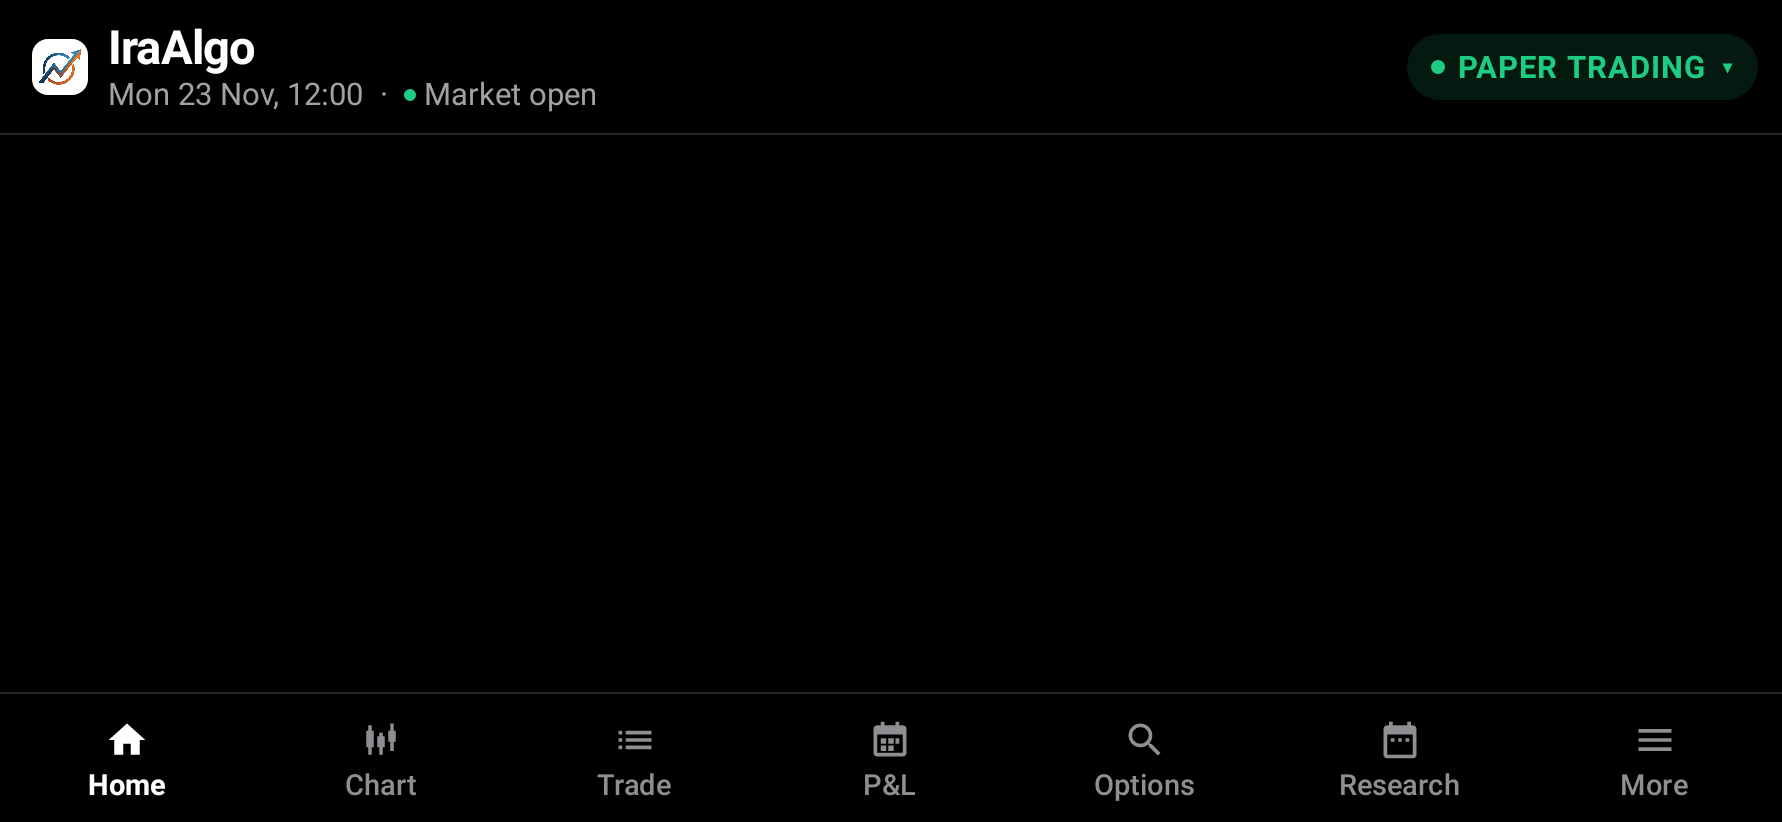 IraAlgo
Mon 23 Nov, 12:00 · Market open
PAPER TRADING
Home
Chart
Trade
P&L
Options
Research
More